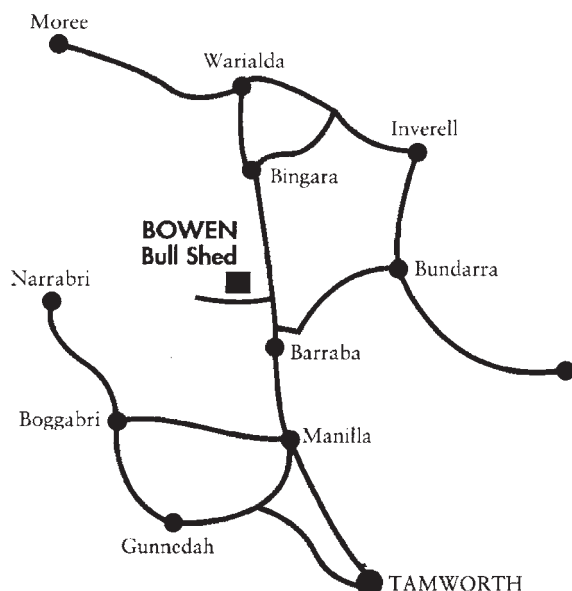 Moree
Warialda
Inverell
Bingara
BOWEN
Bull Shed
Narrabri
Bundarra
Barraba
Boggabri
Manilla
Gunnedah
TAMWORTH